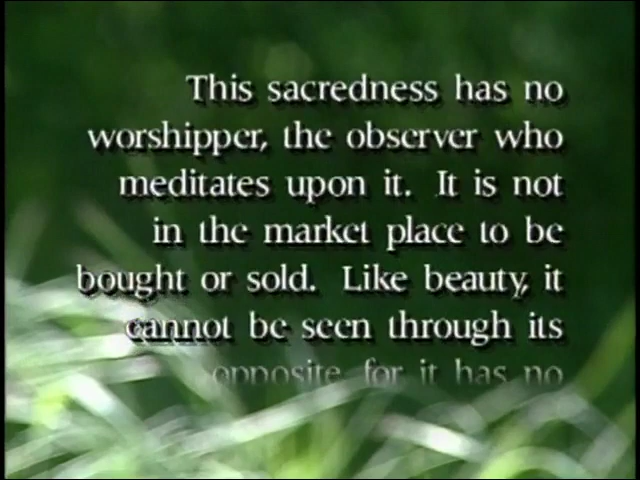 This sacredness has no
worshipper, the observer who
meditates upon it. It is not
in the market place to be
bought or sold. Like beauty, it
cannot be seen through its
opposite for it has no